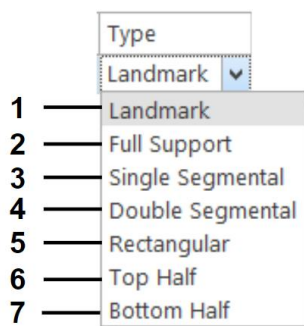 Type
Landmark
1 Landmark
2 Full Support
3 Single Segmental
4 Double Segmental
5 Rectangular
6 Top Half
7 Bottom Half